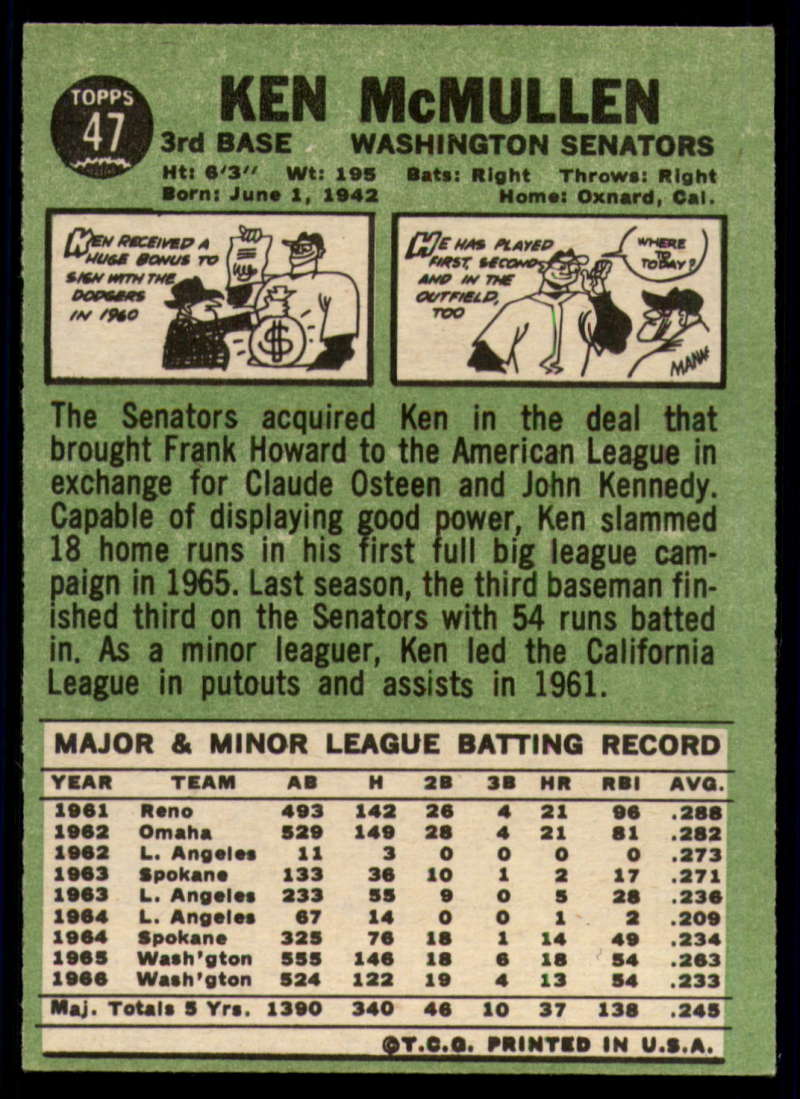 TOPPS
47
KEN McMULLEN
3rd BASE WASHINGTON SENATORS
Ht: 6'3" Wt: 195 Bats: Right Throws: Right
Born: June 1, 1942 Home: Oxnard, Cal.
KEN RECEIVED A
HUGE BONUS TO
SIGN WITH THE
DODGERS
IN 1960
$
HE HAS PLAYED
FIRST, SECOND
AND IN THE
OUTFIELD,
TOO
WHERE
TO
TODAY?
The Senators acquired Ken in the deal that
brought Frank Howard to the American League in
exchange for Claude Osteen and John Kennedy.
Capable of displaying good power, Ken slammed
18 home runs in his first full big league cam-
paign in 1965. Last season, the third baseman fin-
ished third on the Senators with 54 runs batted
in. As a minor leaguer, Ken led the California
League in putouts and assists in 1961.
MAJOR & MINOR LEAGUE BATTING RECORD
YEAR TEAM AB H 2B 3B HR RBI AVG.
1961 Reno 493 142 26 4 21 96 .288
1962 Omaha 529 149 28 4 21 81 .282
1962 L. Angeles 11 3 0 0 0 0 .273
1963 Spokane 133 36 10 1 2 17 .271
1963 L. Angeles 233 55 9 0 5 28 .236
1964 L. Angeles 67 14 0 0 1 2 .209
1964 Spokane 325 76 18 1 14 49 .234
1965 Wash'gton 555 146 18 6 18 54 .263
1966 Wash'gton 524 122 19 4 13 54 .233
Maj. Totals 5 Yrs. 1390 340 46 10 37 138 .245
©T.C.G. PRINTED IN U.S.A.